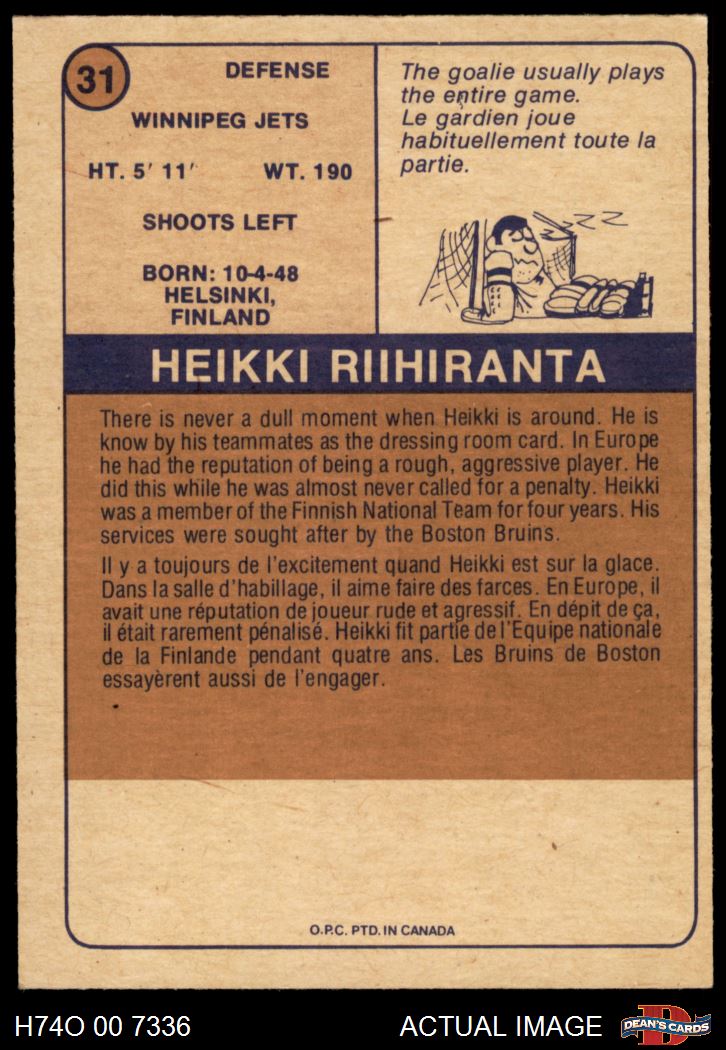 31
DEFENSE
WINNIPEG JETS
HT. 5' 11' WT. 190
SHOOTS LEFT
BORN: 10-4-48
HELSINKI,
FINLAND
The goalie usually plays
the entire game.
Le gardien joue
habituellement toute la
partie.
ZZZ
HEIKKI RIIHIRANTA
There is never a dull moment when Heikki is around. He is
know by his teammates as the dressing room card. In Europe
he had the reputation of being a rough, aggressive player. He
did this while he was almost never called for a penalty. Heikki
was a member of the Finnish National Team for four years. His
services were sought after by the Boston Bruins.
Il y a toujours de l'excitement quand Heikki est sur la glace.
Dans la salle d'habillage, il aime faire des farces. En Europe, il
avait une réputation de joueur rude et agressif. En dépit de ça,
il était rarement pénalisé. Heikki fit partie de l'Equipe nationale
de la Finlande pendant quatre ans. Les Bruins de Boston
essayèrent aussi de l'engager.
O.P.C. PTD. IN CANADA
H74O 00 7336 ACTUAL IMAGE
D
DEAN'S CARDS